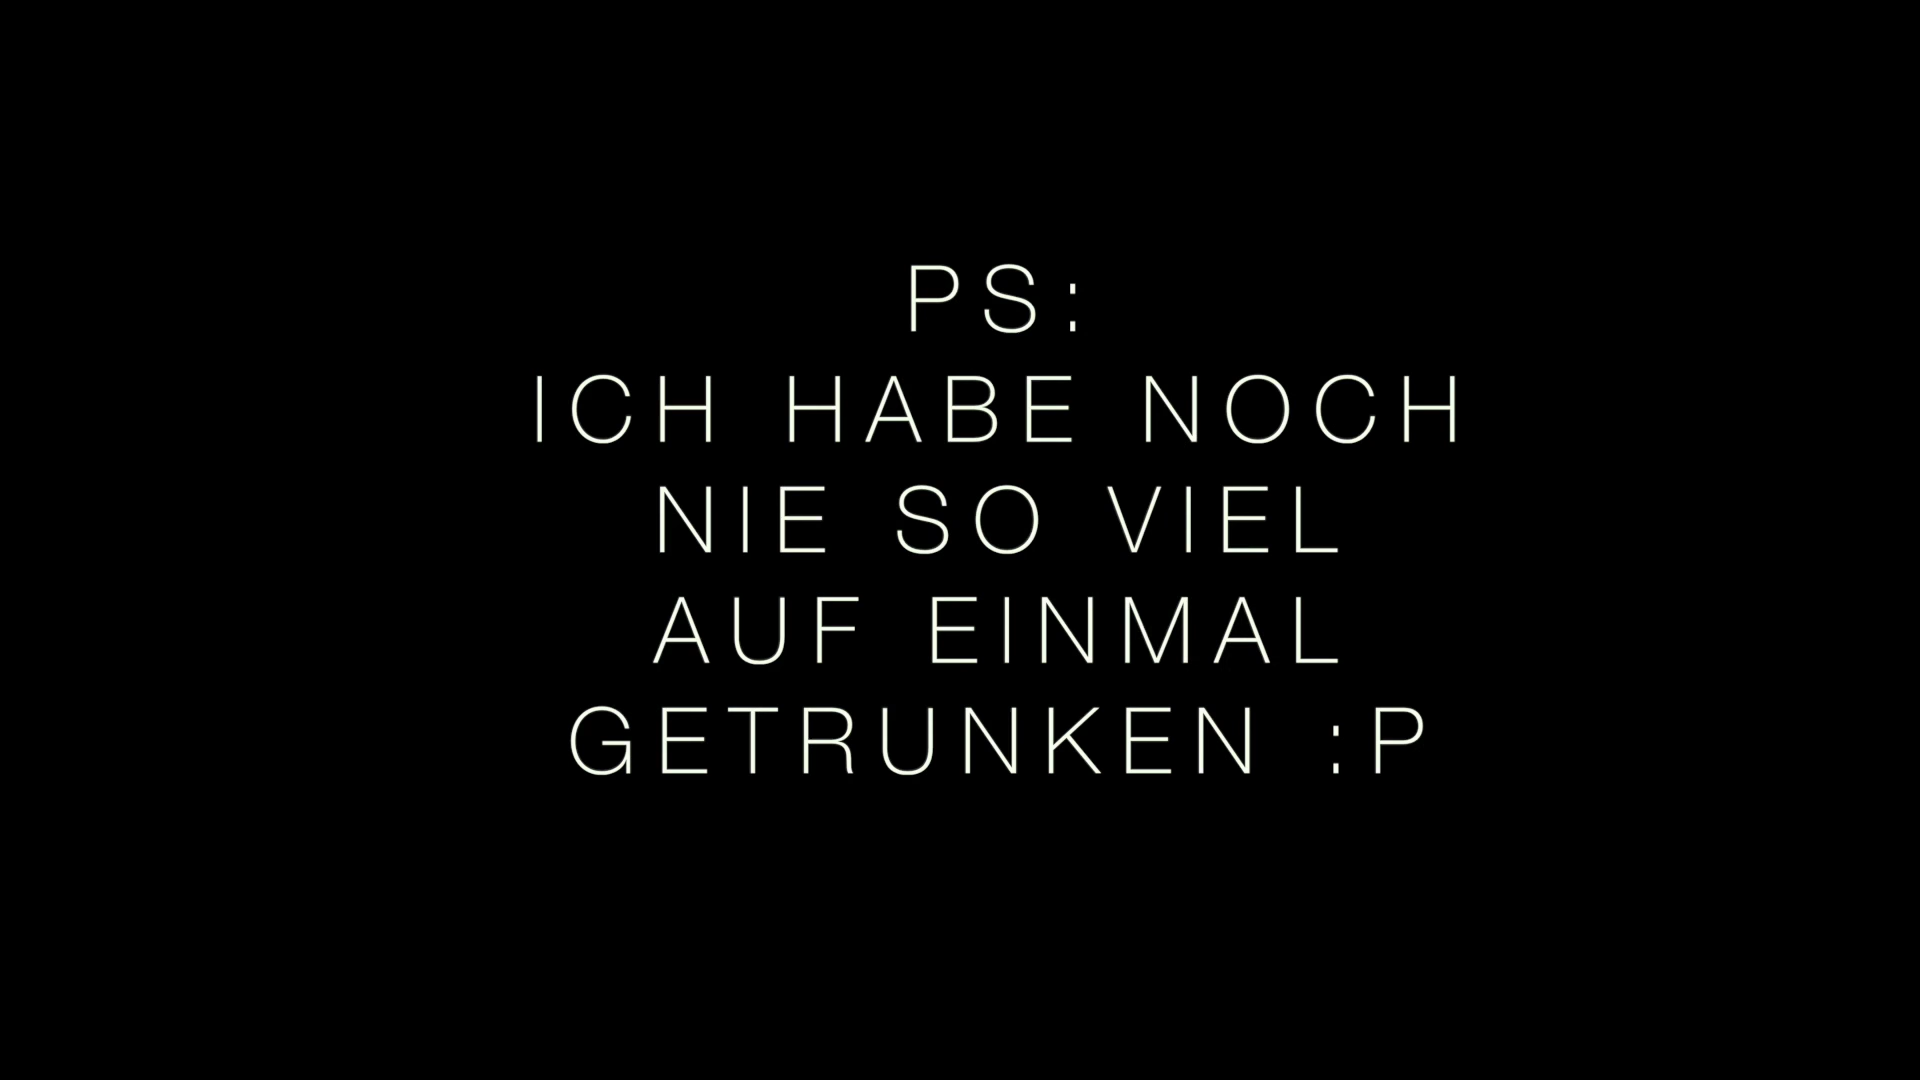 PS:
ICH HABE NOCH
NIE SO VIEL
AUF EINMAL
GETRUNKEN :P